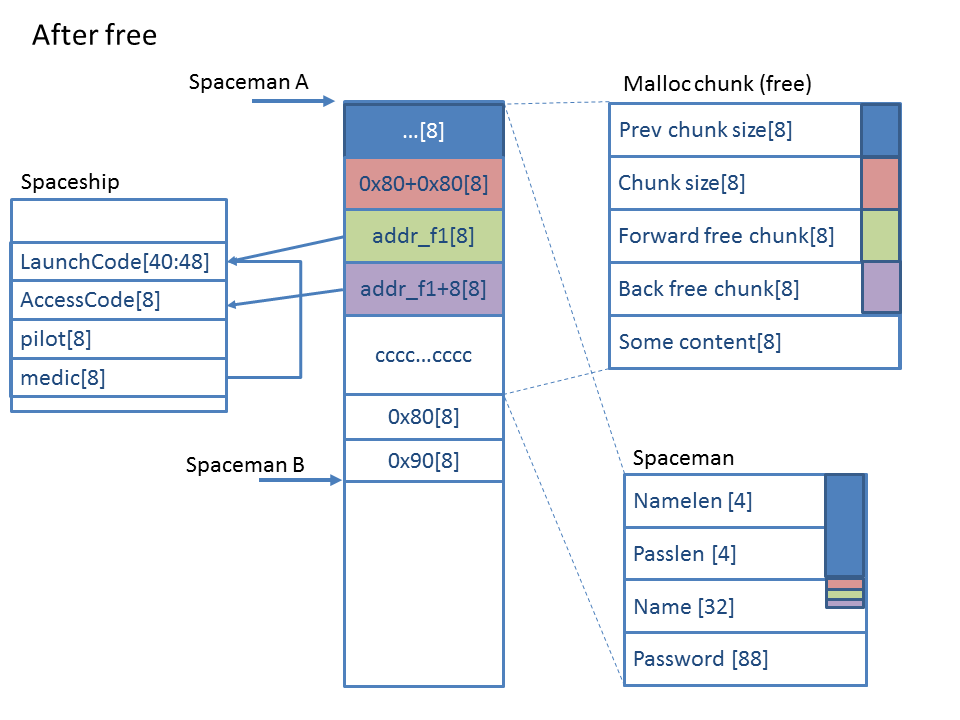 After free
Spaceman A
Malloc chunk (free)
...[8]
Prev chunk size[8]
0x80+0x80[8]
Chunk size[8]
Spaceship
addr_f1[8]
Forward free chunk[8]
LaunchCode[40:48]
addr_f1+8[8]
Back free chunk[8]
AccessCode[8]
pilot[8]
cccc...cccc
Some content[8]
medic[8]
0x80[8]
Spaceman B
0x90[8]
Spaceman
Namelen [4]
Passlen [4]
Name [32]
Password [88]